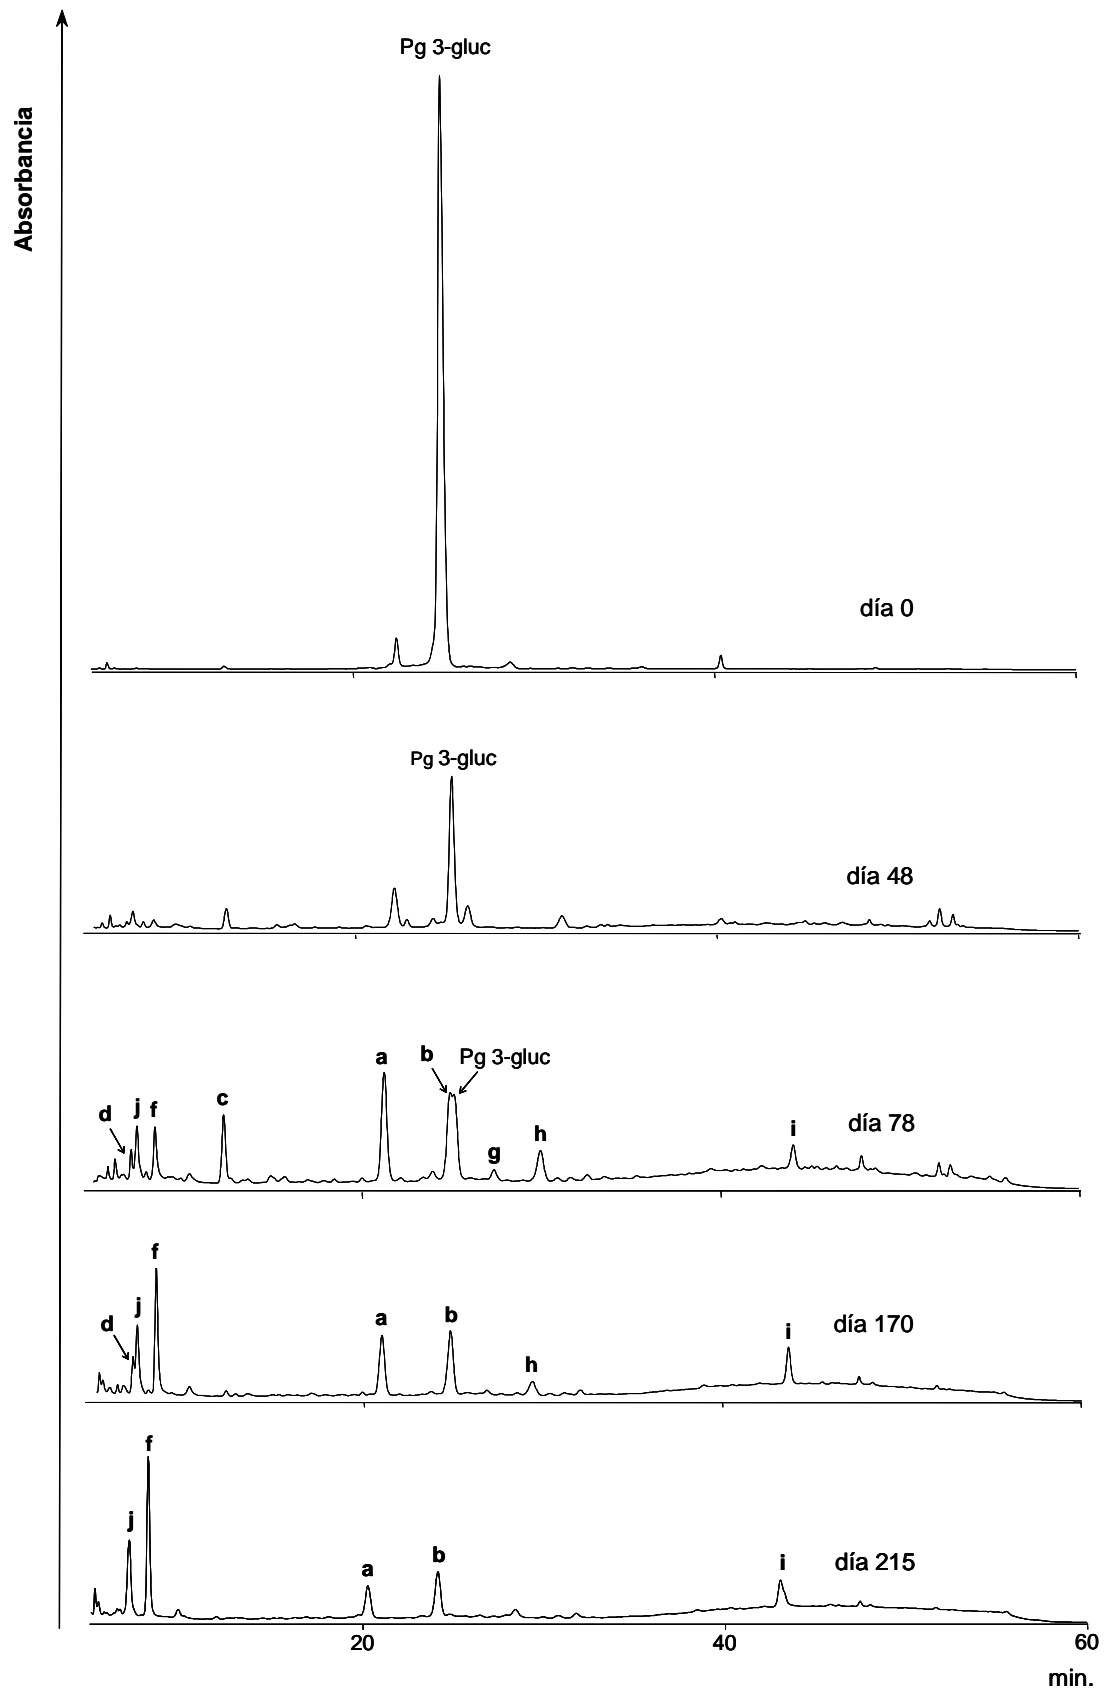 Absorbancia
Pg 3-gluc
día 0
Pg 3-gluc
día 48
a
b
Pg 3-gluc
d
j
f
c
g
h
i
día 78
f
d
j
a
b
h
i
día 170
f
j
a
b
i
día 215
20
40
60
min.